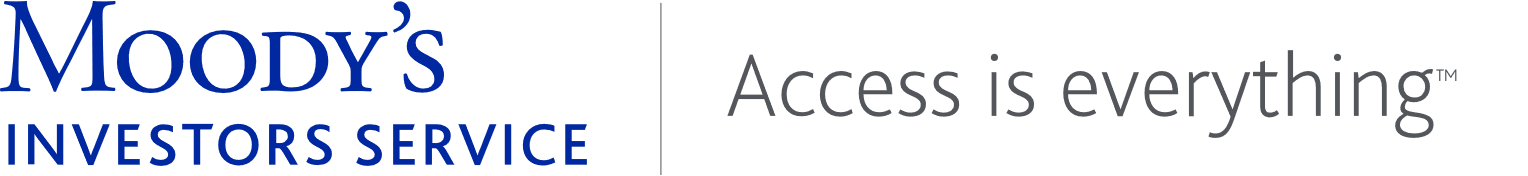 MOODY'S
INVESTORS SERVICE
Access is everything™